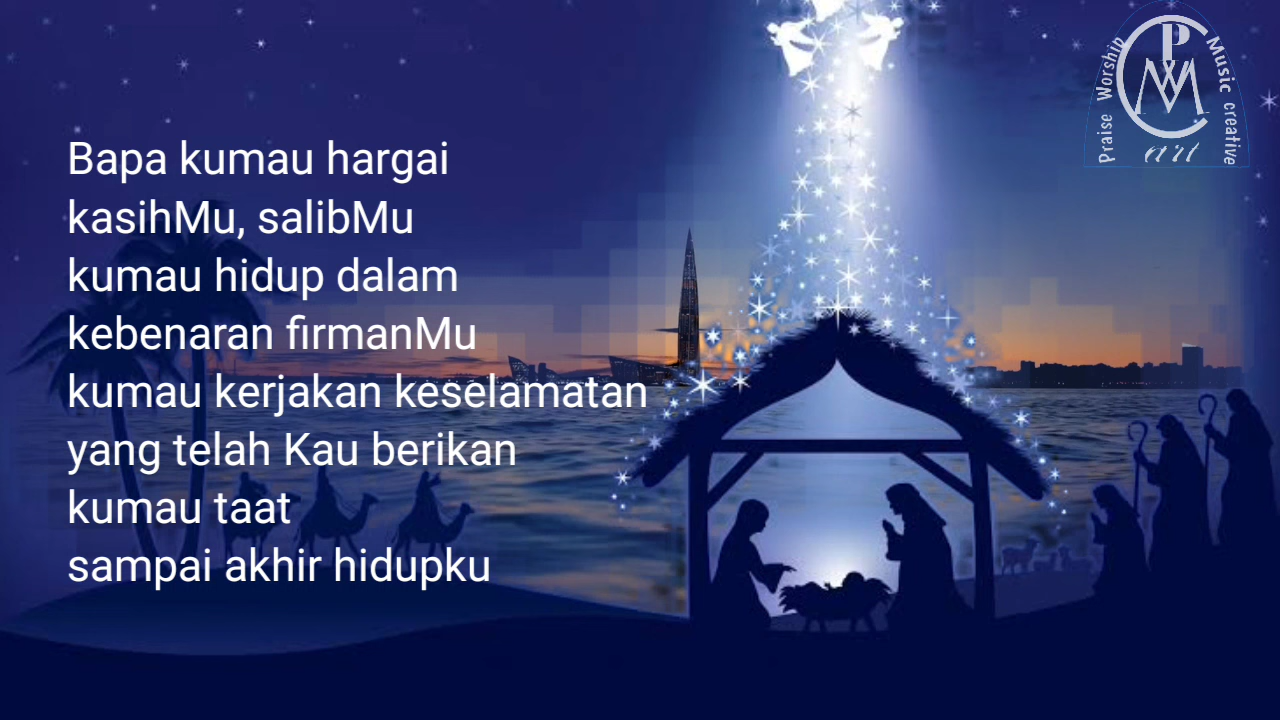 Bapa kumau hargai
kasihMu, salibMu
kumau hidup dalam
kebenaran firmanMu
kumau kerjakan keselamatan
yang telah Kau berikan
kumau taat
sampai akhir hidupku
Praise Worship
Music creative
PWMC
art